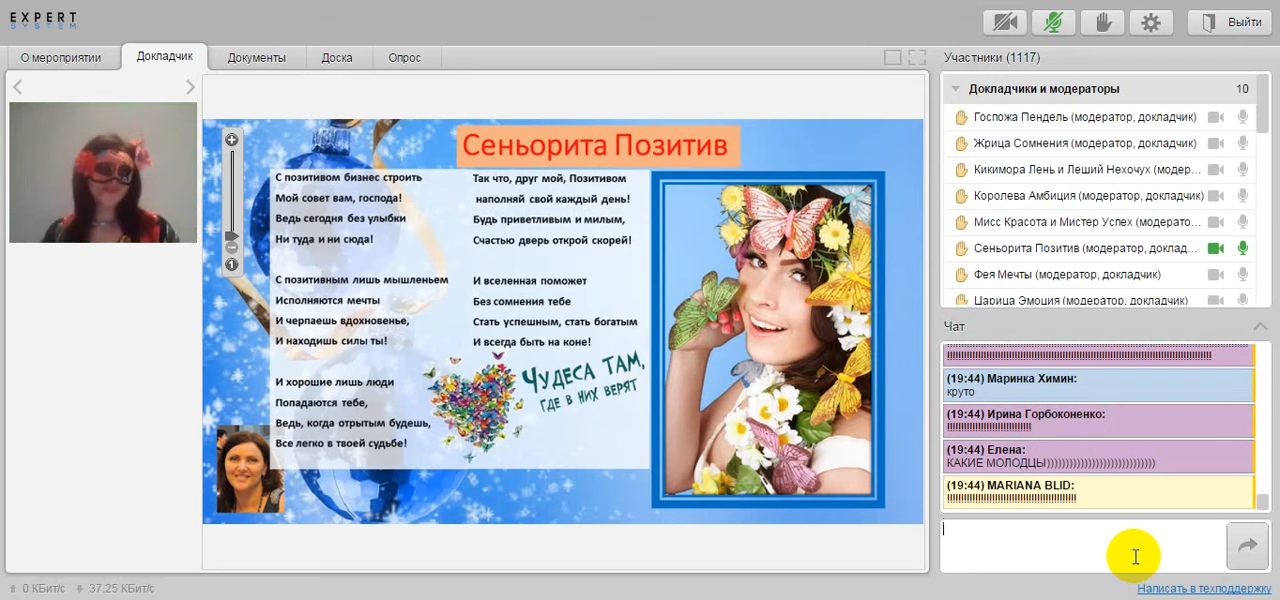 EXPERT
SYSTEM
Выйти
О мероприятии
Докладчик
Документы
Доска
Опрос
Участники (1117)
Докладчики и модераторы
10
Госпожа Пендель (модератор, докладчик)
Жрица Сомнения (модератор, докладчик)
Кикимора Лень и Леший Нехочух (модер...
Королева Амбиция (модератор, докладчик)
Мисс Красота и Мистер Успех (модерато...
Сеньорита Позитив (модератор, доклад...
Фея Мечты (модератор, докладчик)
Царица Эмоция (модератор, докладчик)
Сеньорита Позитив
С позитивом бизнес строить
Мой совет вам, господа!
Ведь сегодня без улыбки
Ни туда и ни сюда!
С позитивным лишь мышленьем
Исполняются мечты
И черпаешь вдохновенье,
И находишь силы ты!
И хорошие лишь люди
Попадаются тебе,
Ведь, когда отрытым будешь,
Все легко в твоей судьбе!
Так что, друг мой, Позитивом
наполняй свой каждый день!
Будь приветливым и милым,
Счастью дверь открой скорей!
И вселенная поможет
Без сомнения тебе
Стать успешным, стать богатым
И всегда быть на коне!
ЧУДЕСА ТАМ,
ГДЕ В НИХ ВЕРЯТ
Чат
(19:44) Маринка Химин:
круто
(19:44) Ирина Горбоконенко:
!!!!!!!!!!!!!!!!!!!!!!!!!!!!
(19:44) Елена:
КАКИЕ МОЛОДЦЫ))))))))))))))))))))))))))))
(19:44) MARIANA BLID:
!!!!!!!!!!!!!!!!!!!!!!!!!!!!!!!!!!!!!!!!!!!
0 КБит/с
37.25 КБит/с
Написать в техподдержку